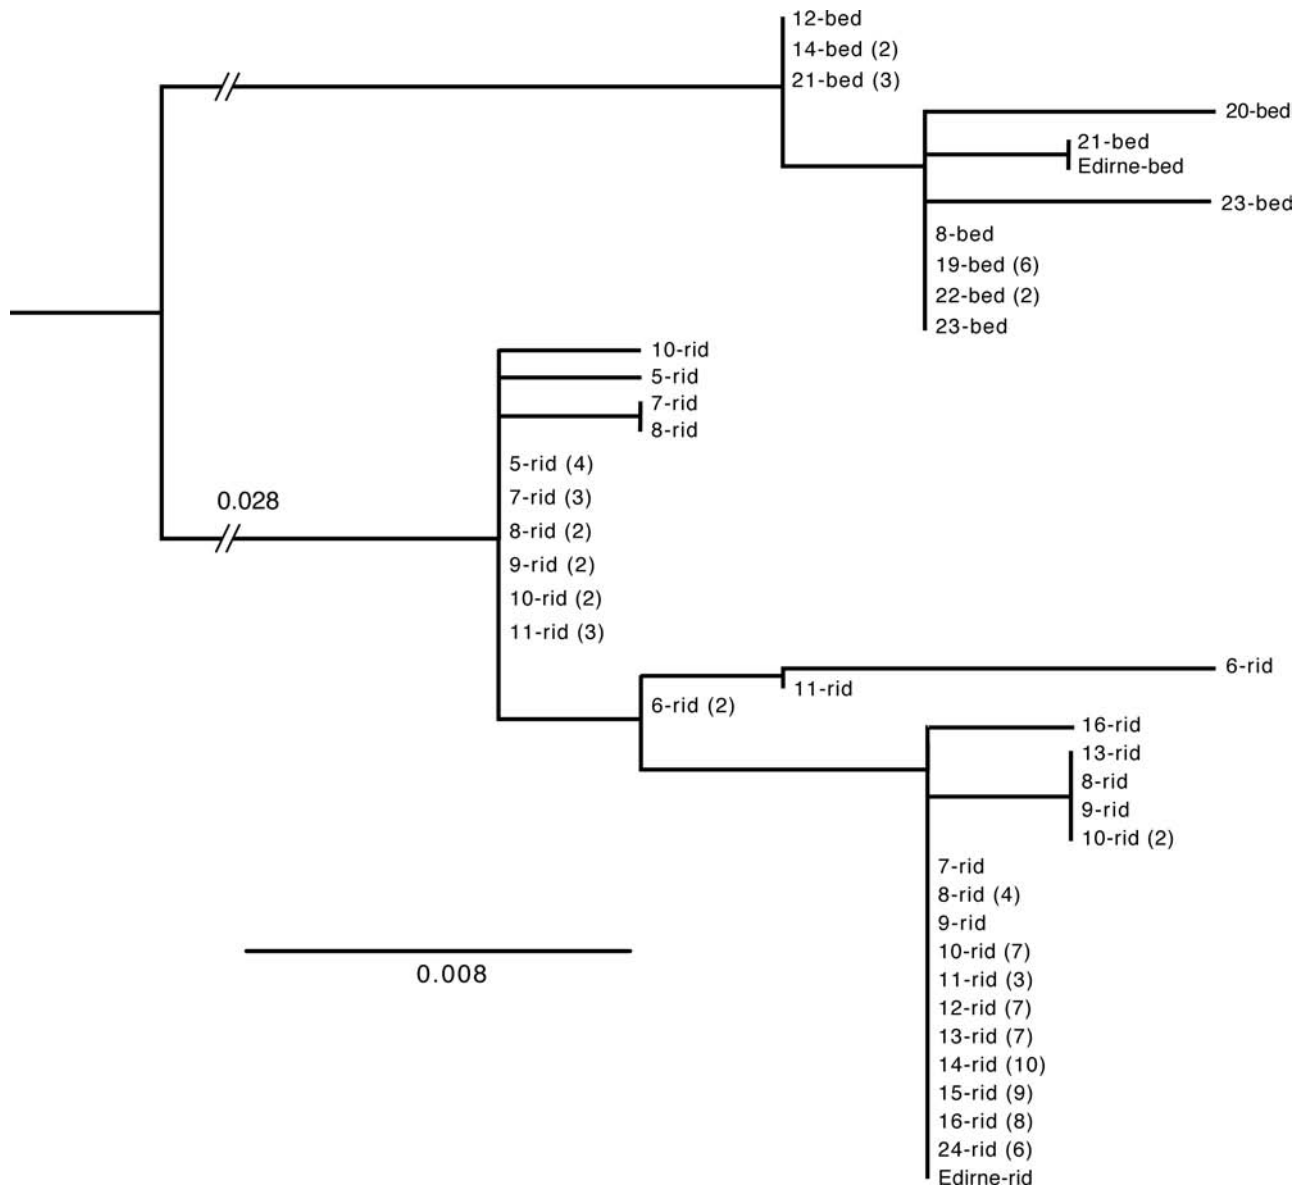 12-bed
14-bed (2)
21-bed (3)
20-bed
21-bed
Edirne-bed
23-bed
8-bed
19-bed (6)
22-bed (2)
23-bed
10-rid
5-rid
7-rid
8-rid
5-rid (4)
7-rid (3)
0.028
8-rid (2)
9-rid (2)
10-rid (2)
11-rid (3)
6-rid
11-rid
6-rid (2)
16-rid
13-rid
8-rid
9-rid
10-rid (2)
7-rid
8-rid (4)
9-rid
10-rid (7)
11-rid (3)
12-rid (7)
13-rid (7)
14-rid (10)
15-rid (9)
16-rid (8)
24-rid (6)
Edirne-rid
0.008